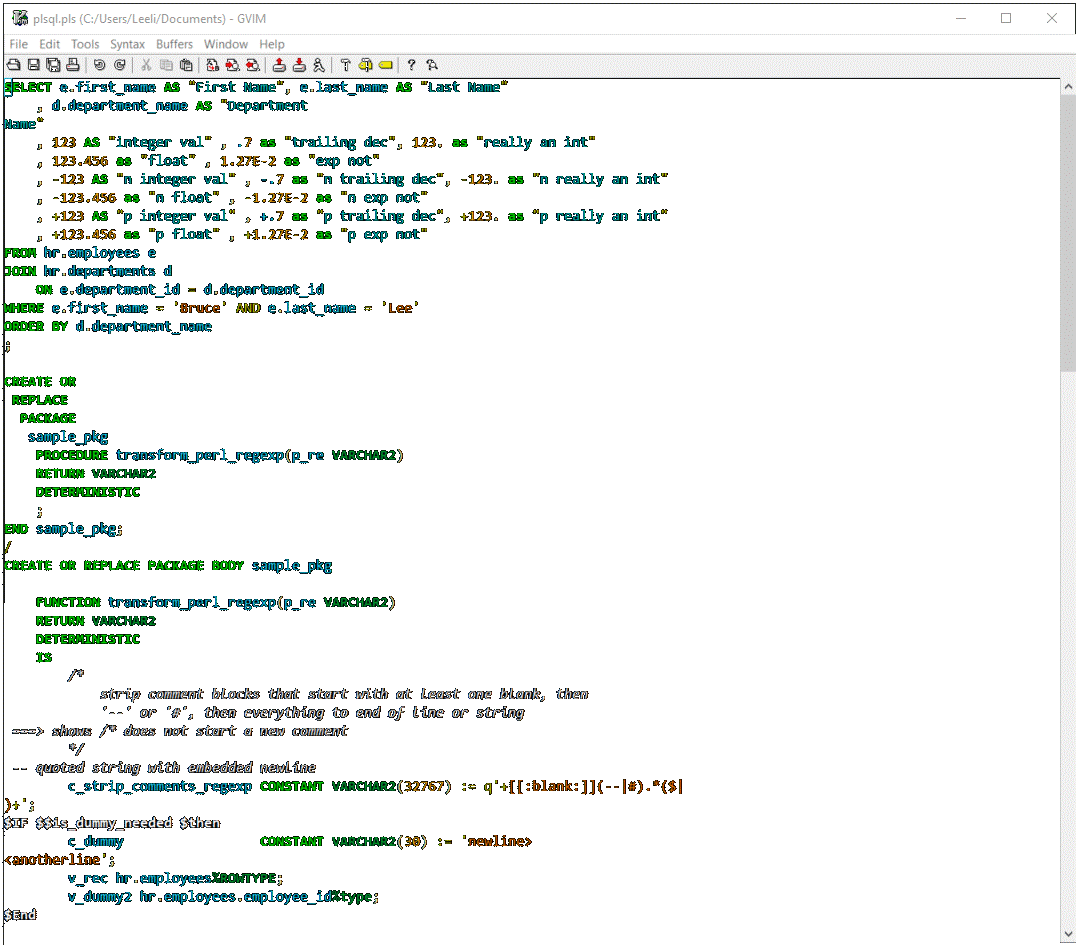 plsql.pls (C:/Users/Leeli/Documents) - GVIM
File Edit Tools Syntax Buffers Window Help
SELECT e.first_name AS "First Name", e.last_name AS "Last Name"
    , d.department_name AS "Department
Name"
    , 123 AS "integer val" , .7 as "trailing dec", 123. as "really an int"
    , 123.456 as "float" , 1.27E-2 as "exp not"
    , -123 AS "n integer val" , -.7 as "n trailing dec", -123. as "n really an int"
    , -123.456 as "n float" , -1.27E-2 as "n exp not"
    , +123 AS "p integer val" , +.7 as "p trailing dec", +123. as "p really an int"
    , +123.456 as "p float" , +1.27E-2 as "p exp not"
FROM hr.employees e
JOIN hr.departments d
    ON e.department_id = d.department_id
WHERE e.first_name = 'Bruce' AND e.last_name = 'Lee'
ORDER BY d.department_name
;
CREATE OR
 REPLACE
  PACKAGE
   sample_pkg
    PROCEDURE transform_perl_regexp(p_re VARCHAR2)
    RETURN VARCHAR2
    DETERMINISTIC
    ;
END sample_pkg;
/
CREATE OR REPLACE PACKAGE BODY sample_pkg
    FUNCTION transform_perl_regexp(p_re VARCHAR2)
    RETURN VARCHAR2
    DETERMINISTIC
    IS
        /*
            strip comment blocks that start with at least one blank, then
            '--' or '#', then everything to end of line or string
 ===> shows /* does not start a new comment
        */
 -- quoted string with embedded newline
        c_strip_comments_regexp CONSTANT VARCHAR2(32767) := q'+[[:blank:]](--|#).*($|
)+';
$IF $$is_dummy_needed $then
        c_dummy                 CONSTANT VARCHAR2(30) := 'newline>
<anotherline';
        v_rec hr.employees%ROWTYPE;
        v_dummy2 hr.employees.employee_id%type;
$End